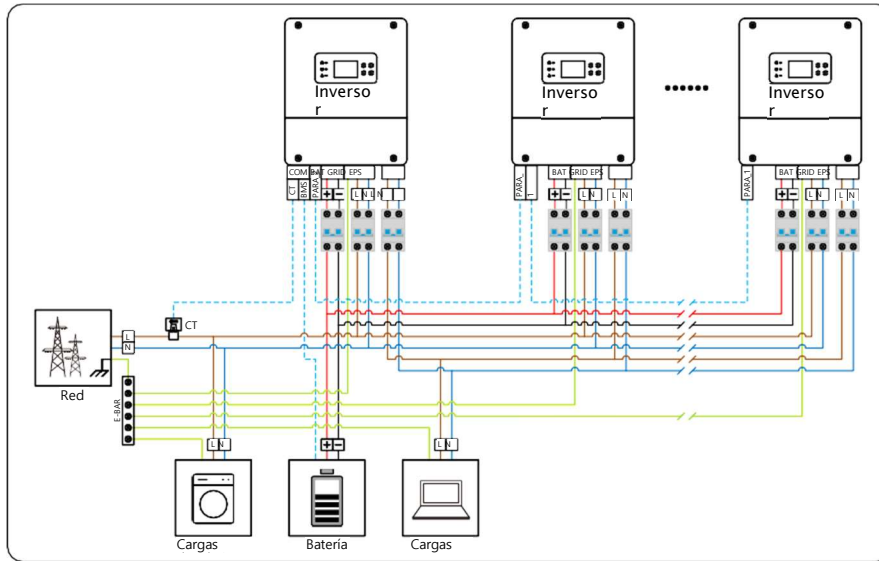 Inverso
r
Inverso
r
Inverso
r
COM BAT GRID EPS
CT
BMS
PARA_
+ -
L N L N
PARA_
1
BAT GRID EPS
+ -
L N
L N
PARA_1
BAT GRID EPS
+ -
L N
L N
CT
L
N
Red
E-BAR
L N
+ -
L N
Cargas
Batería
Cargas